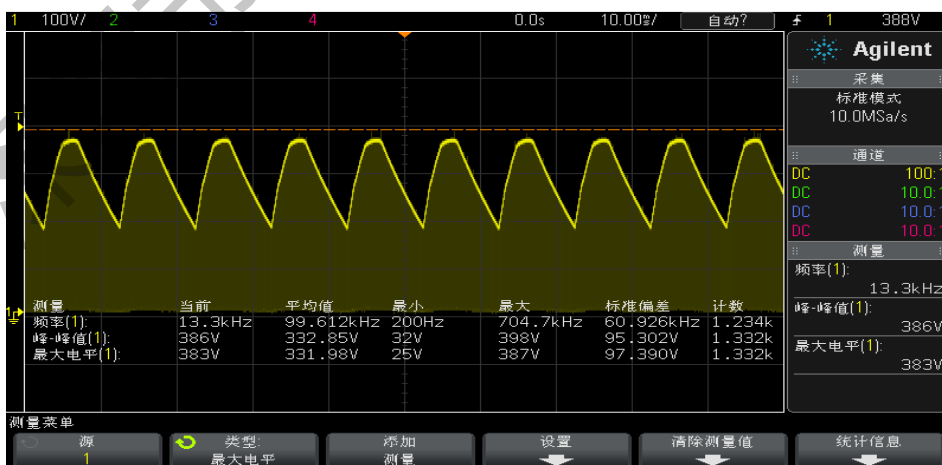 1 100V/ 2 3 4 0.0s 10.00ms/ 自动? 1 388V
Agilent
采集
标准模式
10.0MSa/s
通道
DC 100:1
DC 10.0:1
DC 10.0:1
DC 10.0:1
测量
频率(1):
13.3kHz
峰-峰值(1):
386V
最大电平(1):
383V
T
1
测量 当前 平均值 最小 最大 标准偏差 计数
频率(1): 13.3kHz 99.612kHz 200Hz 704.7kHz 60.926kHz 1.234k
峰-峰值(1): 386V 332.85V 32V 398V 95.302V 1.332k
最大电平(1): 383V 331.98V 25V 387V 97.390V 1.332k
测量菜单
源
1
类型:
最大电平
添加
测量
设置
清除测量值
统计信息